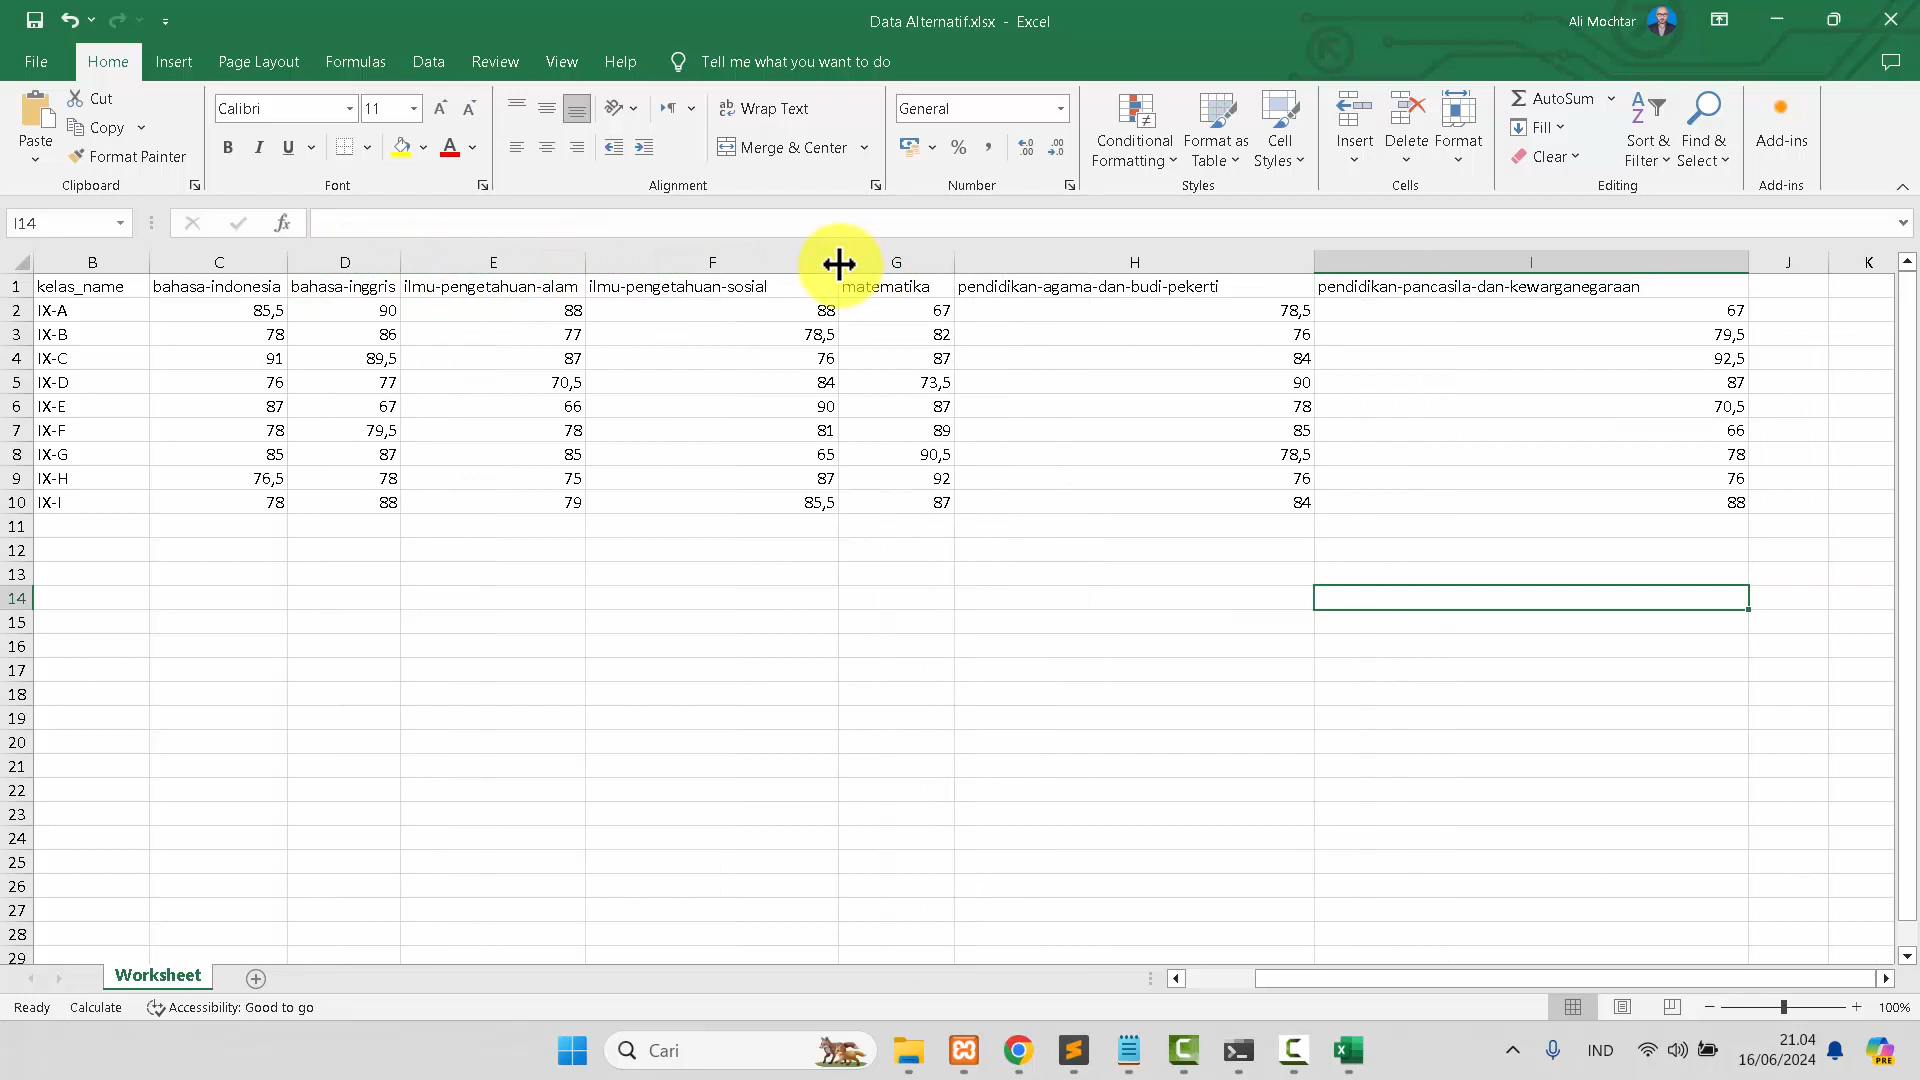 Data Alternatif.xlsx - Excel
Ali Mochtar
File Home Insert Page Layout Formulas Data Review View Help Tell me what you want to do
Paste
Cut
Copy
Format Painter
Clipboard
Calibri 11
B I U A
Font
Wrap Text
Merge & Center
Alignment
General
% ,
Number
Conditional Formatting
Format as Table
Cell Styles
Styles
Insert
Delete
Format
Cells
AutoSum
Fill
Clear
Sort & Filter
Find & Select
Editing
Add-ins
Add-ins
I14 fx
B C D E F G H I J K
1 kelas_name bahasa-indonesia bahasa-inggris ilmu-pengetahuan-alam ilmu-pengetahuan-sosial matematika pendidikan-agama-dan-budi-pekerti pendidikan-pancasila-dan-kewarganegaraan
2 IX-A 85,5 90 88 88 67 78,5 67
3 IX-B 78 86 77 78,5 82 76 79,5
4 IX-C 91 89,5 87 76 87 84 92,5
5 IX-D 76 77 70,5 84 73,5 90 87
6 IX-E 87 67 66 90 87 78 70,5
7 IX-F 78 79,5 78 81 89 85 66
8 IX-G 85 87 85 65 90,5 78,5 78
9 IX-H 76,5 78 75 87 92 76 76
10 IX-I 78 88 79 85,5 87 84 88
11
12
13
14
15
16
17
18
19
20
21
22
23
24
25
26
27
28
29
Worksheet
Ready Calculate Accessibility: Good to go 100%
Cari
IND
21.04
16/06/2024
PRE